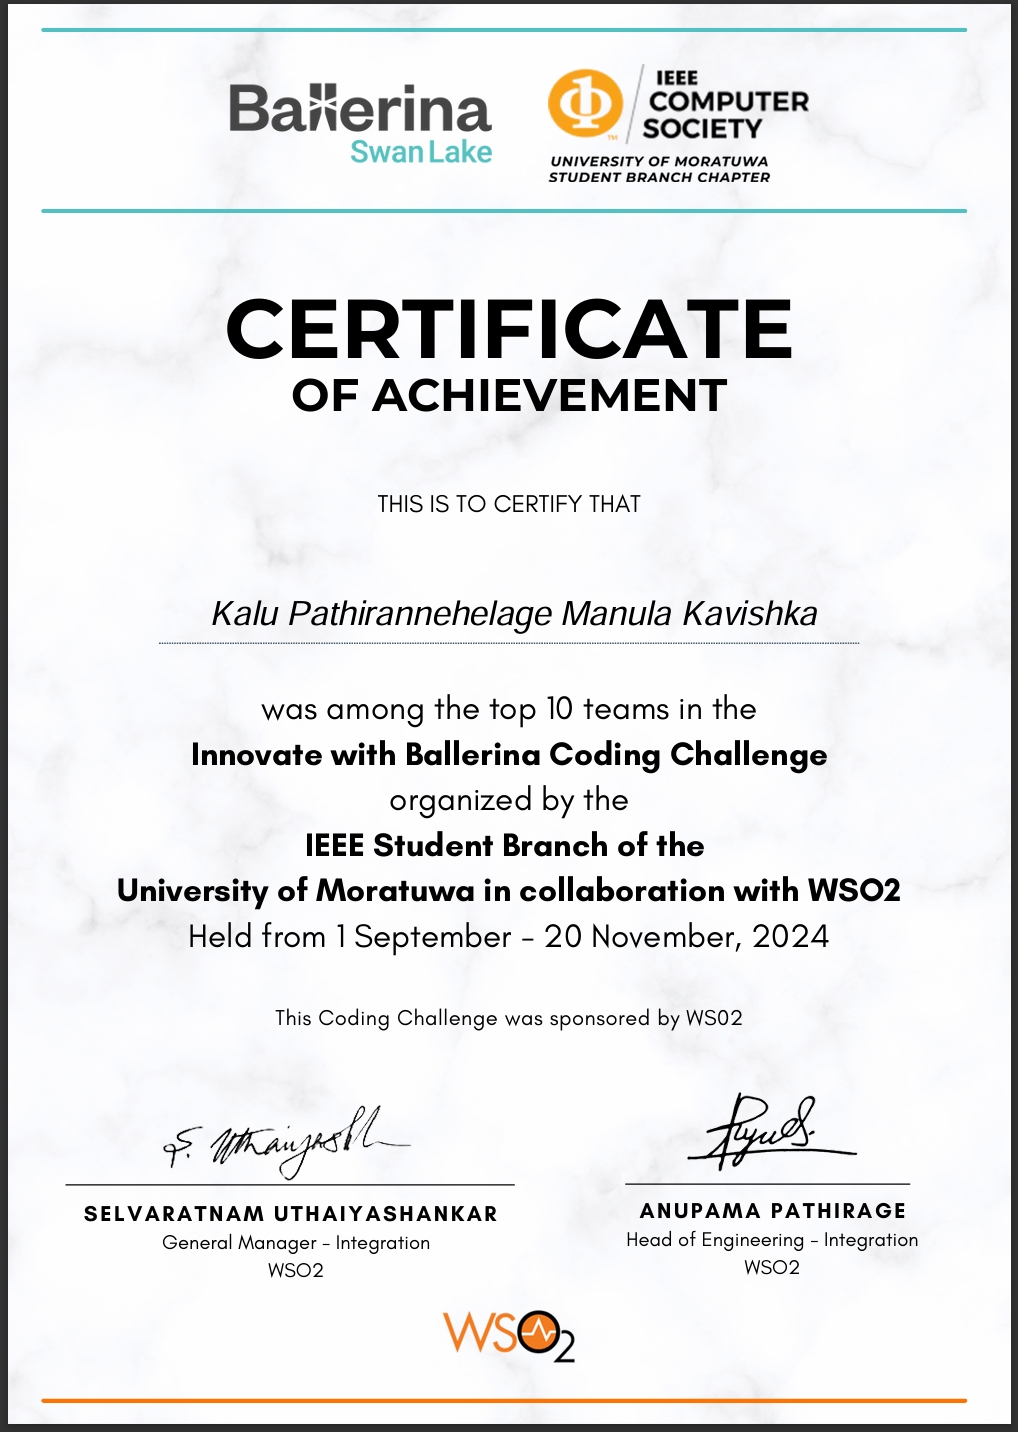 Ballerina
Swan Lake
IEEE
COMPUTER
SOCIETY
TM
UNIVERSITY OF MORATUWA
STUDENT BRANCH CHAPTER
CERTIFICATE
OF ACHIEVEMENT
THIS IS TO CERTIFY THAT
Kalu Pathirannehelage Manula Kavishka
was among the top 10 teams in the
Innovate with Ballerina Coding Challenge
organized by the
IEEE Student Branch of the
University of Moratuwa in collaboration with WSO2
Held from 1 September - 20 November, 2024
This Coding Challenge was sponsored by WS02
SELVARATNAM UTHAIYASHANKAR
General Manager - Integration
WSO2
ANUPAMA PATHIRAGE
Head of Engineering - Integration
WSO2
WSO2